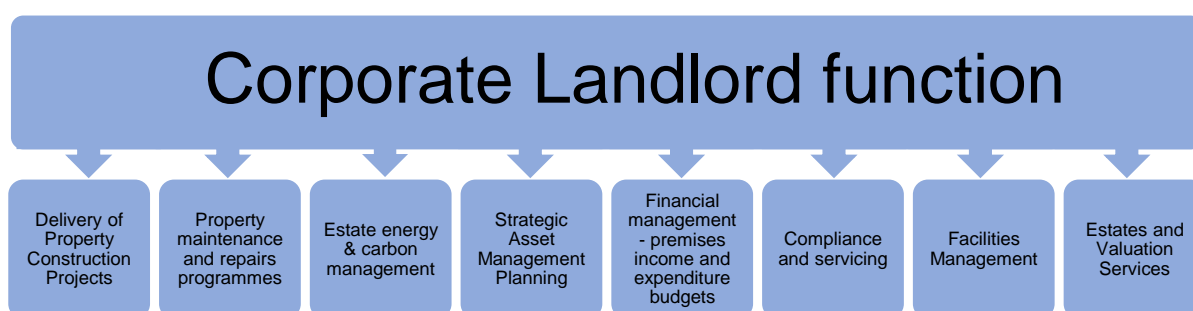 Corporate Landlord function
Delivery of
Property
Construction
Projects
Property
maintenance
and repairs
programmes
Estate energy
& carbon
management
Strategic
Asset
Management
Planning
Financial
management
- premises
income and
expenditure
budgets
Compliance
and servicing
Facilities
Management
Estates and
Valuation
Services